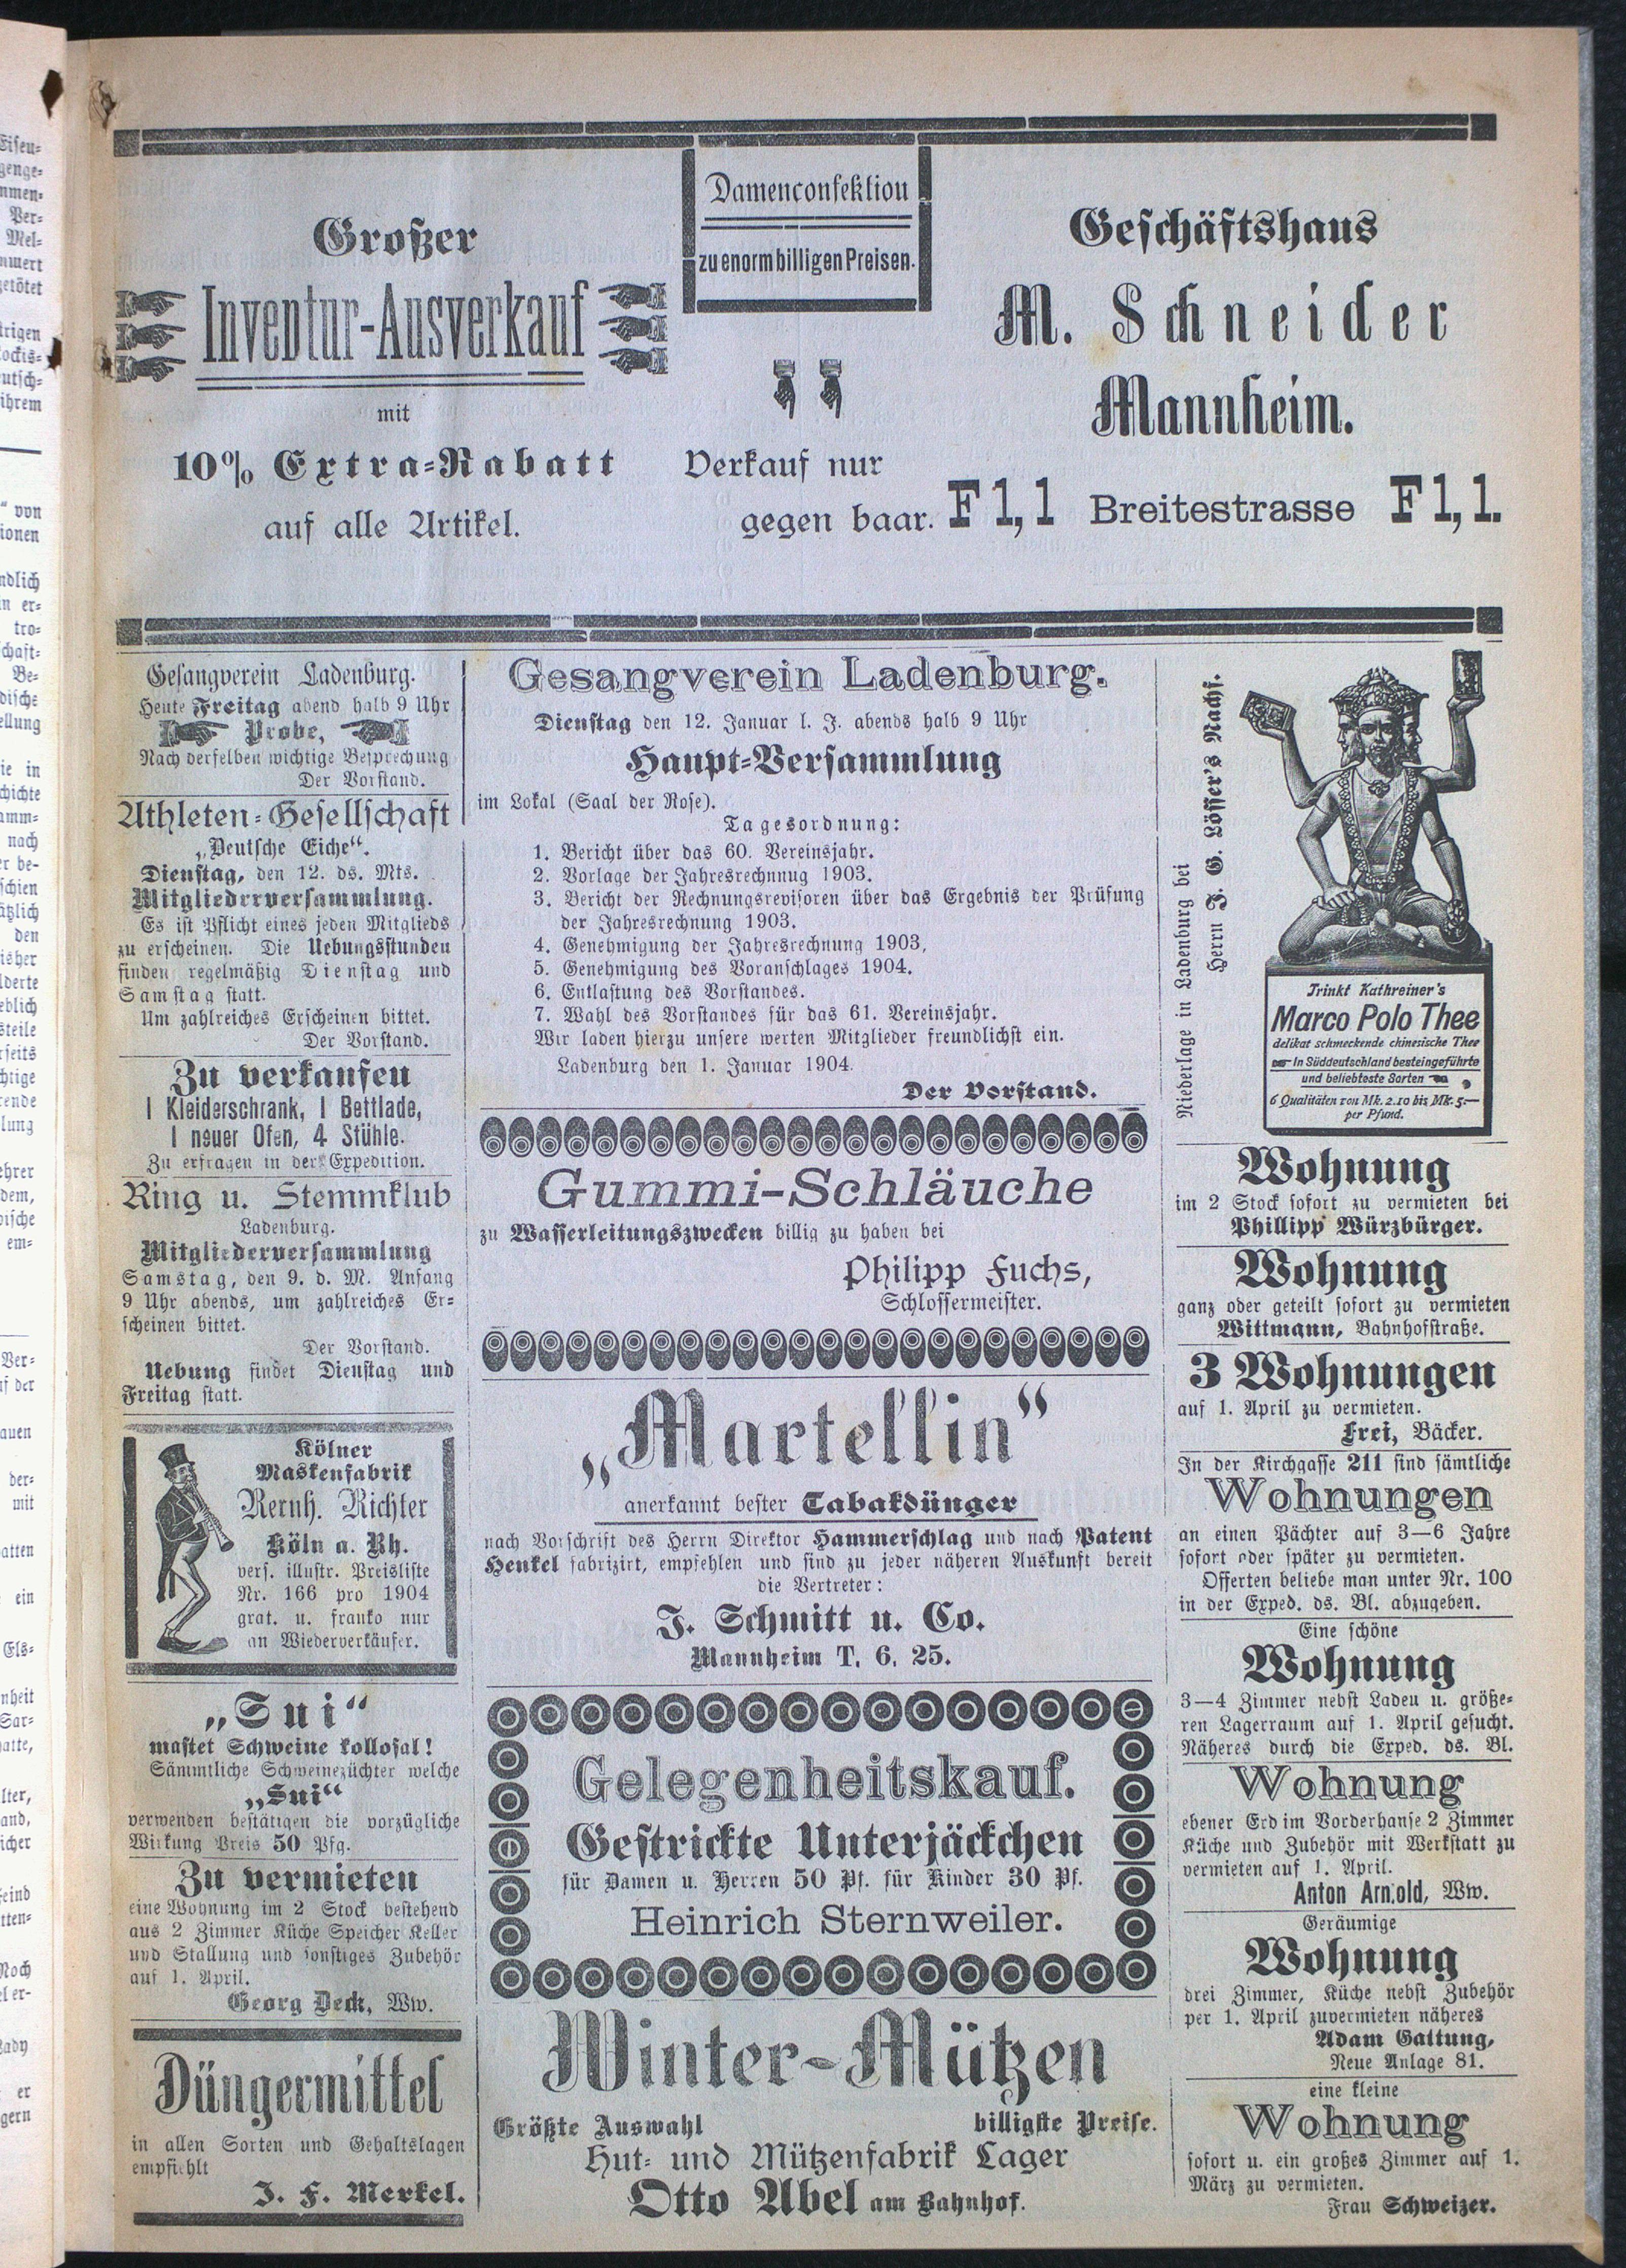 Großer
Inventur-Ausverkauf
mit
10% Extra-Rabatt
auf alle Artikel.
Damenconfektion
zu enorm billigen Preisen.
Verkauf nur
gegen baar.
Geschäftshaus
M. Schneider
Mannheim.
F 1, 1 Breitestrasse F 1, 1.
Gesangverein Ladenburg.
Heute Freitag abend halb 9 Uhr
Probe,
Nach derselben wichtige Besprechung
Der Vorstand.
Athleten-Gesellschaft
„Deutsche Eiche“.
Dienstag, den 12. ds. Mts.
Mitgliederversammlung.
Es ist Pflicht eines jeden Mitglieds
zu erscheinen. Die Uebungsstunden
finden regelmäßig Dienstag und
Samstag statt.
Um zahlreiches Erscheinen bittet.
Der Vorstand.
Zu verkaufen
1 Kleiderschrank, 1 Bettlade,
1 neuer Ofen, 4 Stühle.
Zu erfragen in der Expedition.
Ring u. Stemmklub
Ladenburg.
Mitgliederversammlung
Samstag, den 9. d. M. Anfang
9 Uhr abends, um zahlreiches Er-
scheinen bittet.
Der Vorstand.
Uebung findet Dienstag und
Freitag statt.
Kölner
Maskenfabrik
Bernh. Richter
Köln a. Rh.
vers. illustr. Preisliste
Nr. 166 pro 1904
grat. u. franko nur
an Wiederverkäufer.
„Sui“
mastet Schweine kollosal!
Sämmtliche Schweinezüchter welche
„Sui“
verwenden bestätigen die vorzügliche
Wirkung Preis 50 Pfg.
Zu vermieten
eine Wohnung im 2 Stock bestehend
aus 2 Zimmer Küche Speicher Keller
und Stallung und sonstiges Zubehör
auf 1. April.
Georg Deck, Ww.
Düngermittel
in allen Sorten und Gehaltslagen
empfiehlt
J. F. Merkel.
Gesangverein Ladenburg.
Dienstag den 12. Januar l. J. abends halb 9 Uhr
Haupt-Versammlung
im Lokal (Saal der Rose).
Tagesordnung:
1. Bericht über das 60. Vereinsjahr.
2. Vorlage der Jahresrechnnug 1903.
3. Bericht der Rechnungsrevisoren über das Ergebnis der Prüfung
der Jahresrechnung 1903.
4. Genehmigung der Jahresrechnung 1903,
5. Genehmigung des Voranschlages 1904.
6. Entlastung des Vorstandes.
7. Wahl des Vorstandes für das 61. Vereinsjahr.
Wir laden hierzu unsere werten Mitglieder freundlichst ein.
Ladenburg den 1. Januar 1904.
Der Vorstand.
Gummi-Schläuche
zu Wasserleitungszwecken billig zu haben bei
Philipp Fuchs,
Schlossermeister.
„Martellin“
anerkannt bester Tabakdünger
nach Vorschrift des Herrn Direktor Hammerschlag und nach Patent
Henkel fabrizirt, empfehlen und sind zu jeder näheren Auskunft bereit
die Vertreter:
J. Schmitt u. Co.
Mannheim T. 6. 25.
Gelegenheitskauf.
Gestrickte Unterjäckchen
für Damen u. Herren 50 Pf. für Kinder 30 Pf.
Heinrich Sternweiler.
Winter-Mützen
Größte Auswahl billigste Preise.
Hut- und Mützenfabrik Lager
Otto Abel am Bahnhof.
Niederlage in Ladenburg bei
Herrn J. G. Löffer's Nachf.
Trinkt Kathreiner's
Marco Polo Thee
delikat schmeckende chinesische Thee
In Süddeutschland besteingeführte
und beliebteste Sorten
6 Qualitäten von Mk. 2.10 bis Mk. 5.—
per Pfund.
Wohnung
im 2 Stock sofort zu vermieten bei
Phillipp Würzbürger.
Wohnung
ganz oder geteilt sofort zu vermieten
Wittmann, Bahnhofstraße.
3 Wohnungen
auf 1. April zu vermieten.
Frei, Bäcker.
In der Kirchgasse 211 sind sämtliche
Wohnungen
an einen Pächter auf 3—6 Jahre
sofort oder später zu vermieten.
Offerten beliebe man unter Nr. 100
in der Exped. ds. Bl. abzugeben.
Eine schöne
Wohnung
3—4 Zimmer nebst Laden u. größe-
ren Lagerraum auf 1. April gesucht.
Näheres durch die Exped. ds. Bl.
Wohnung
ebener Erd im Vorderhanse 2 Zimmer
Küche und Zubehör mit Werkstatt zu
vermieten auf 1. April.
Anton Arnold, Ww.
Geräumige
Wohnung
drei Zimmer, Küche nebst Zubehör
per 1. April zuvermieten näheres
Adam Gattung,
Neue Anlage 81.
eine kleine
Wohnung
sofort u. ein großes Zimmer auf 1.
März zu vermieten.
Frau Schweizer.